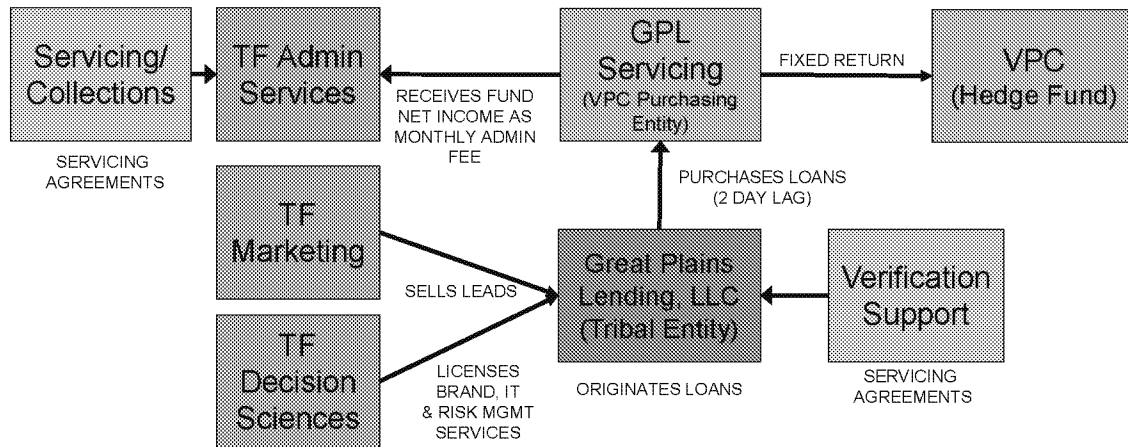 Servicing/
Collections
SERVICING
AGREEMENTS
TF Admin
Services
RECEIVES FUND
NET INCOME AS
MONTHLY ADMIN
FEE
GPL
Servicing
(VPC Purchasing
Entity)
FIXED RETURN
VPC
(Hedge Fund)
PURCHASES LOANS
(2 DAY LAG)
TF
Marketing
SELLS LEADS
TF
Decision
Sciences
LICENSES
BRAND, IT
& RISK MGMT
SERVICES
Great Plains
Lending, LLC
(Tribal Entity)
ORIGINATES LOANS
Verification
Support
SERVICING
AGREEMENTS